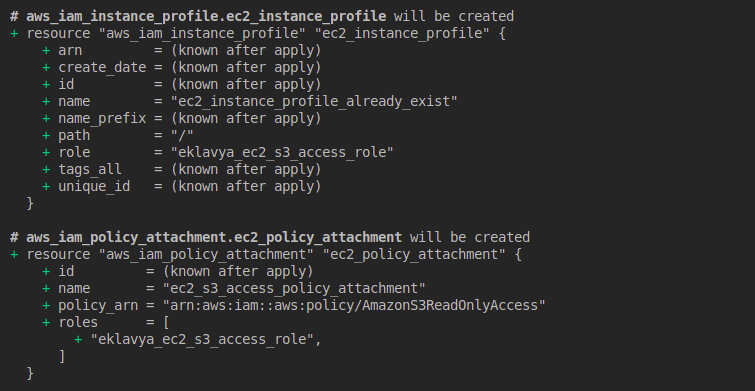 # aws_iam_instance_profile.ec2_instance_profile will be created
+ resource "aws_iam_instance_profile" "ec2_instance_profile" {
    + arn         = (known after apply)
    + create_date = (known after apply)
    + id          = (known after apply)
    + name        = "ec2_instance_profile_already_exist"
    + name_prefix = (known after apply)
    + path        = "/"
    + role        = "eklavya_ec2_s3_access_role"
    + tags_all    = (known after apply)
    + unique_id   = (known after apply)
  }

# aws_iam_policy_attachment.ec2_policy_attachment will be created
+ resource "aws_iam_policy_attachment" "ec2_policy_attachment" {
    + id         = (known after apply)
    + name       = "ec2_s3_access_policy_attachment"
    + policy_arn = "arn:aws:iam::aws:policy/AmazonS3ReadOnlyAccess"
    + roles      = [
        + "eklavya_ec2_s3_access_role",
      ]
  }